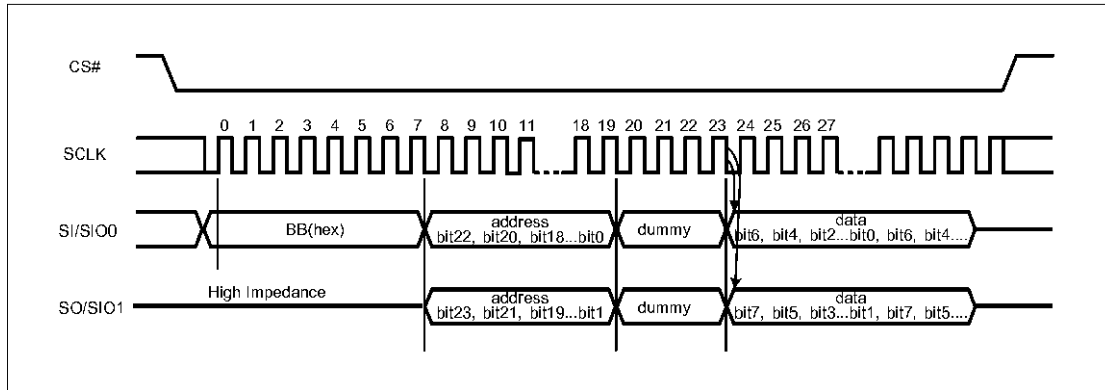 CS#
0 1 2 3 4 5 6 7 8 9 10 11 18 19 20 21 22 23 24 25 26 27
SCLK
SI/SIO0
BB(hex)
address
bit22, bit20, bit18...bit0
dummy
data
bit6, bit4, bit2...bit0, bit6, bit4....
High Impedance
SO/SIO1
address
bit23, bit21, bit19...bit1
dummy
data
bit7, bit5, bit3...bit1, bit7, bit5....